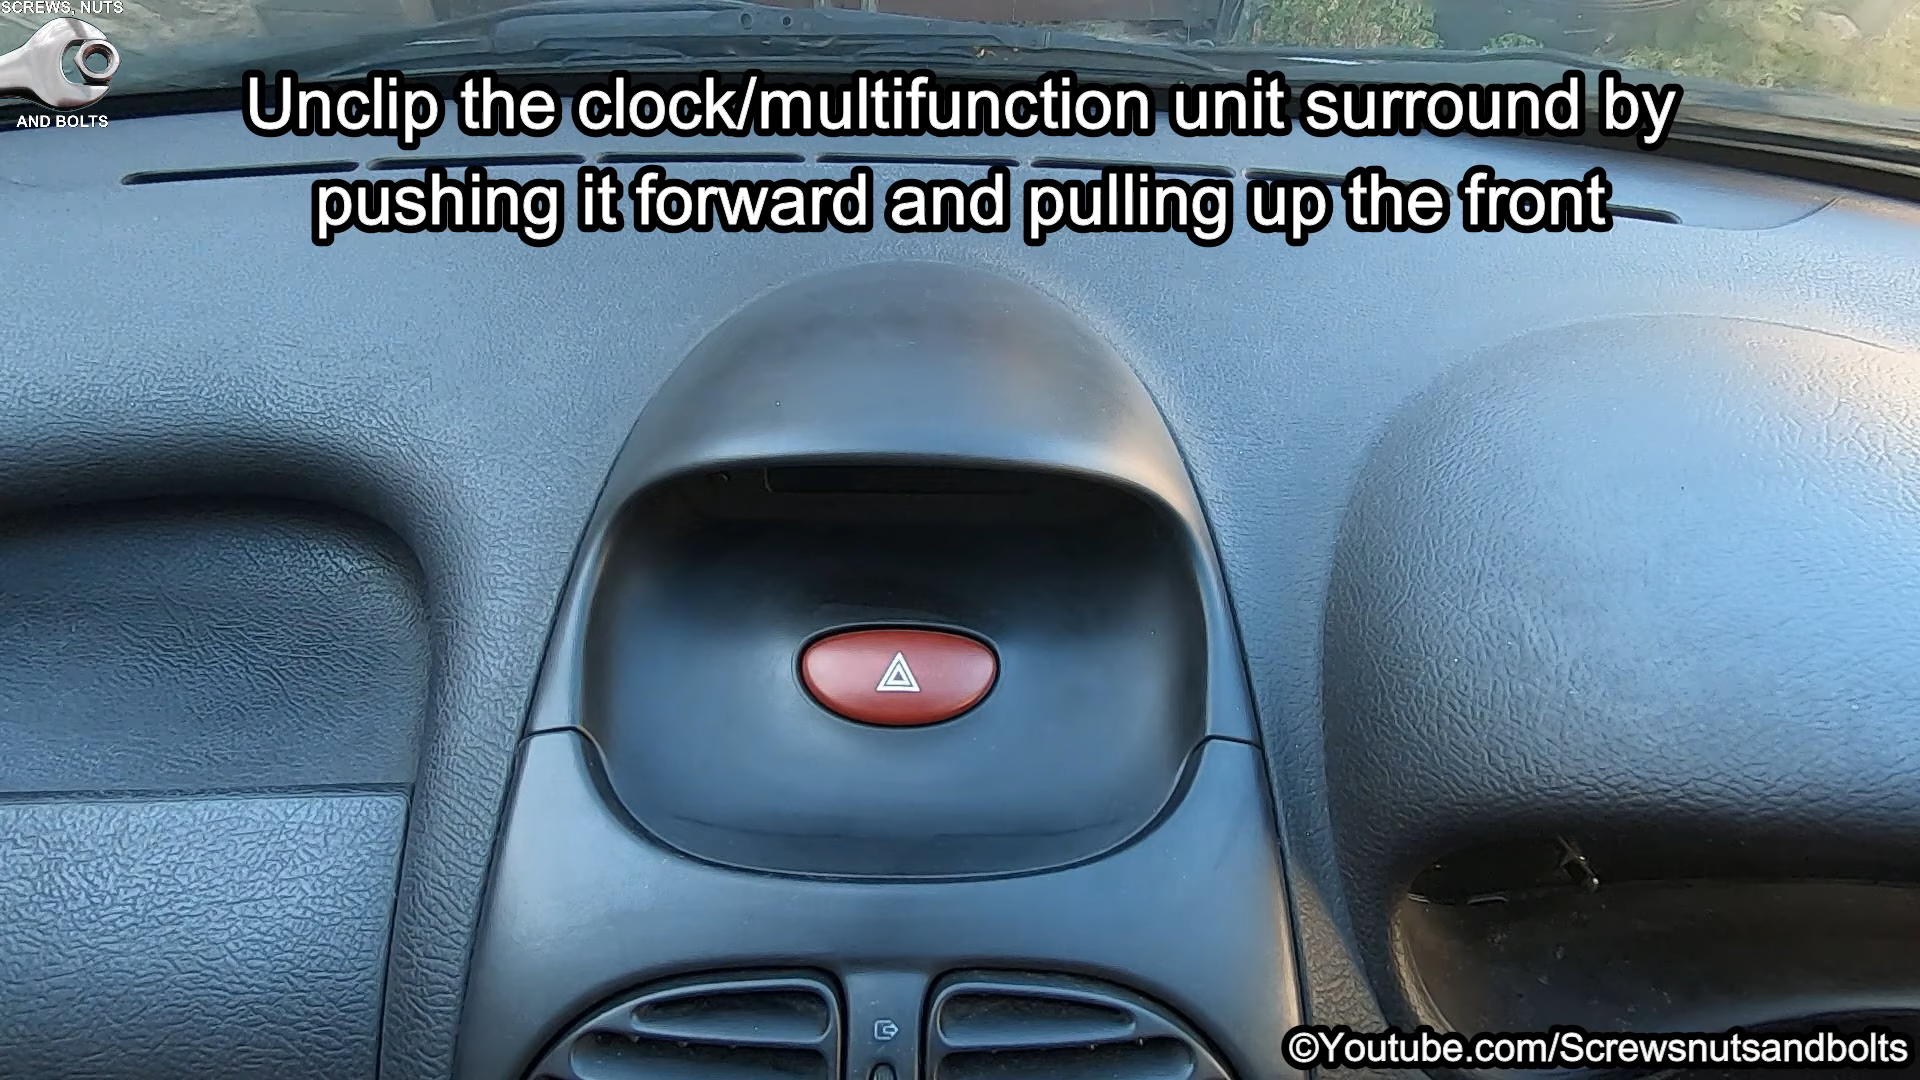 SCREWS, NUTS
AND BOLTS
Unclip the clock/multifunction unit surround by
pushing it forward and pulling up the front
©Youtube.com/Screwsnutsandbolts